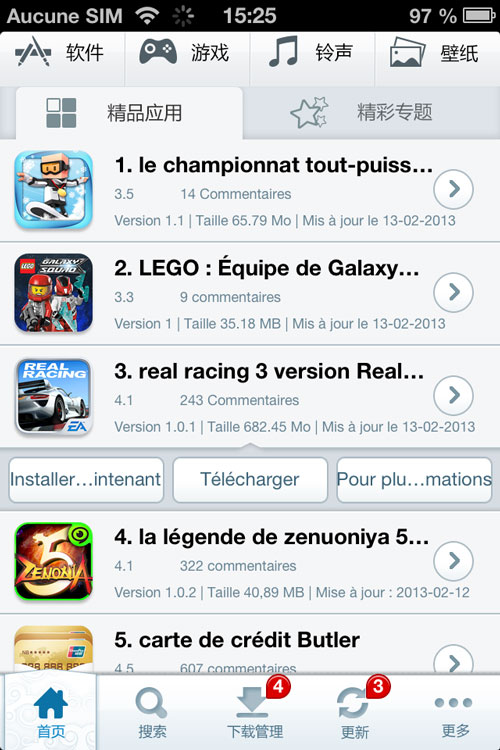 Aucune SIM 15:25 97 %
软件 游戏 铃声 壁纸
精品应用 精彩专题
1. le championnat tout-puiss...
3.5 14 Commentaires
Version 1.1 | Taille 65.79 Mo | Mis à jour le 13-02-2013
LEGO GALAXY SQUAD
2. LEGO : Équipe de Galaxy...
3.3 9 commentaires
Version 1 | Taille 35.18 MB | Mis à jour le 13-02-2013
REAL RACING
EA
3. real racing 3 version Real...
4.1 243 Commentaires
Version 1.0.1 | Taille 682.45 Mo | Mis à jour 13-02-2013
Installer...intenant Télécharger Pour plu...mations
5
ZENONIA
4. la légende de zenuoniya 5...
4.1 322 commentaires
Version 1.0.2 | Taille 40,89 MB | Mise à jour : 2013-02-12
5. carte de crédit Butler
4.5 607 commentaires
4 3
首页 搜索 下载管理 更新 更多